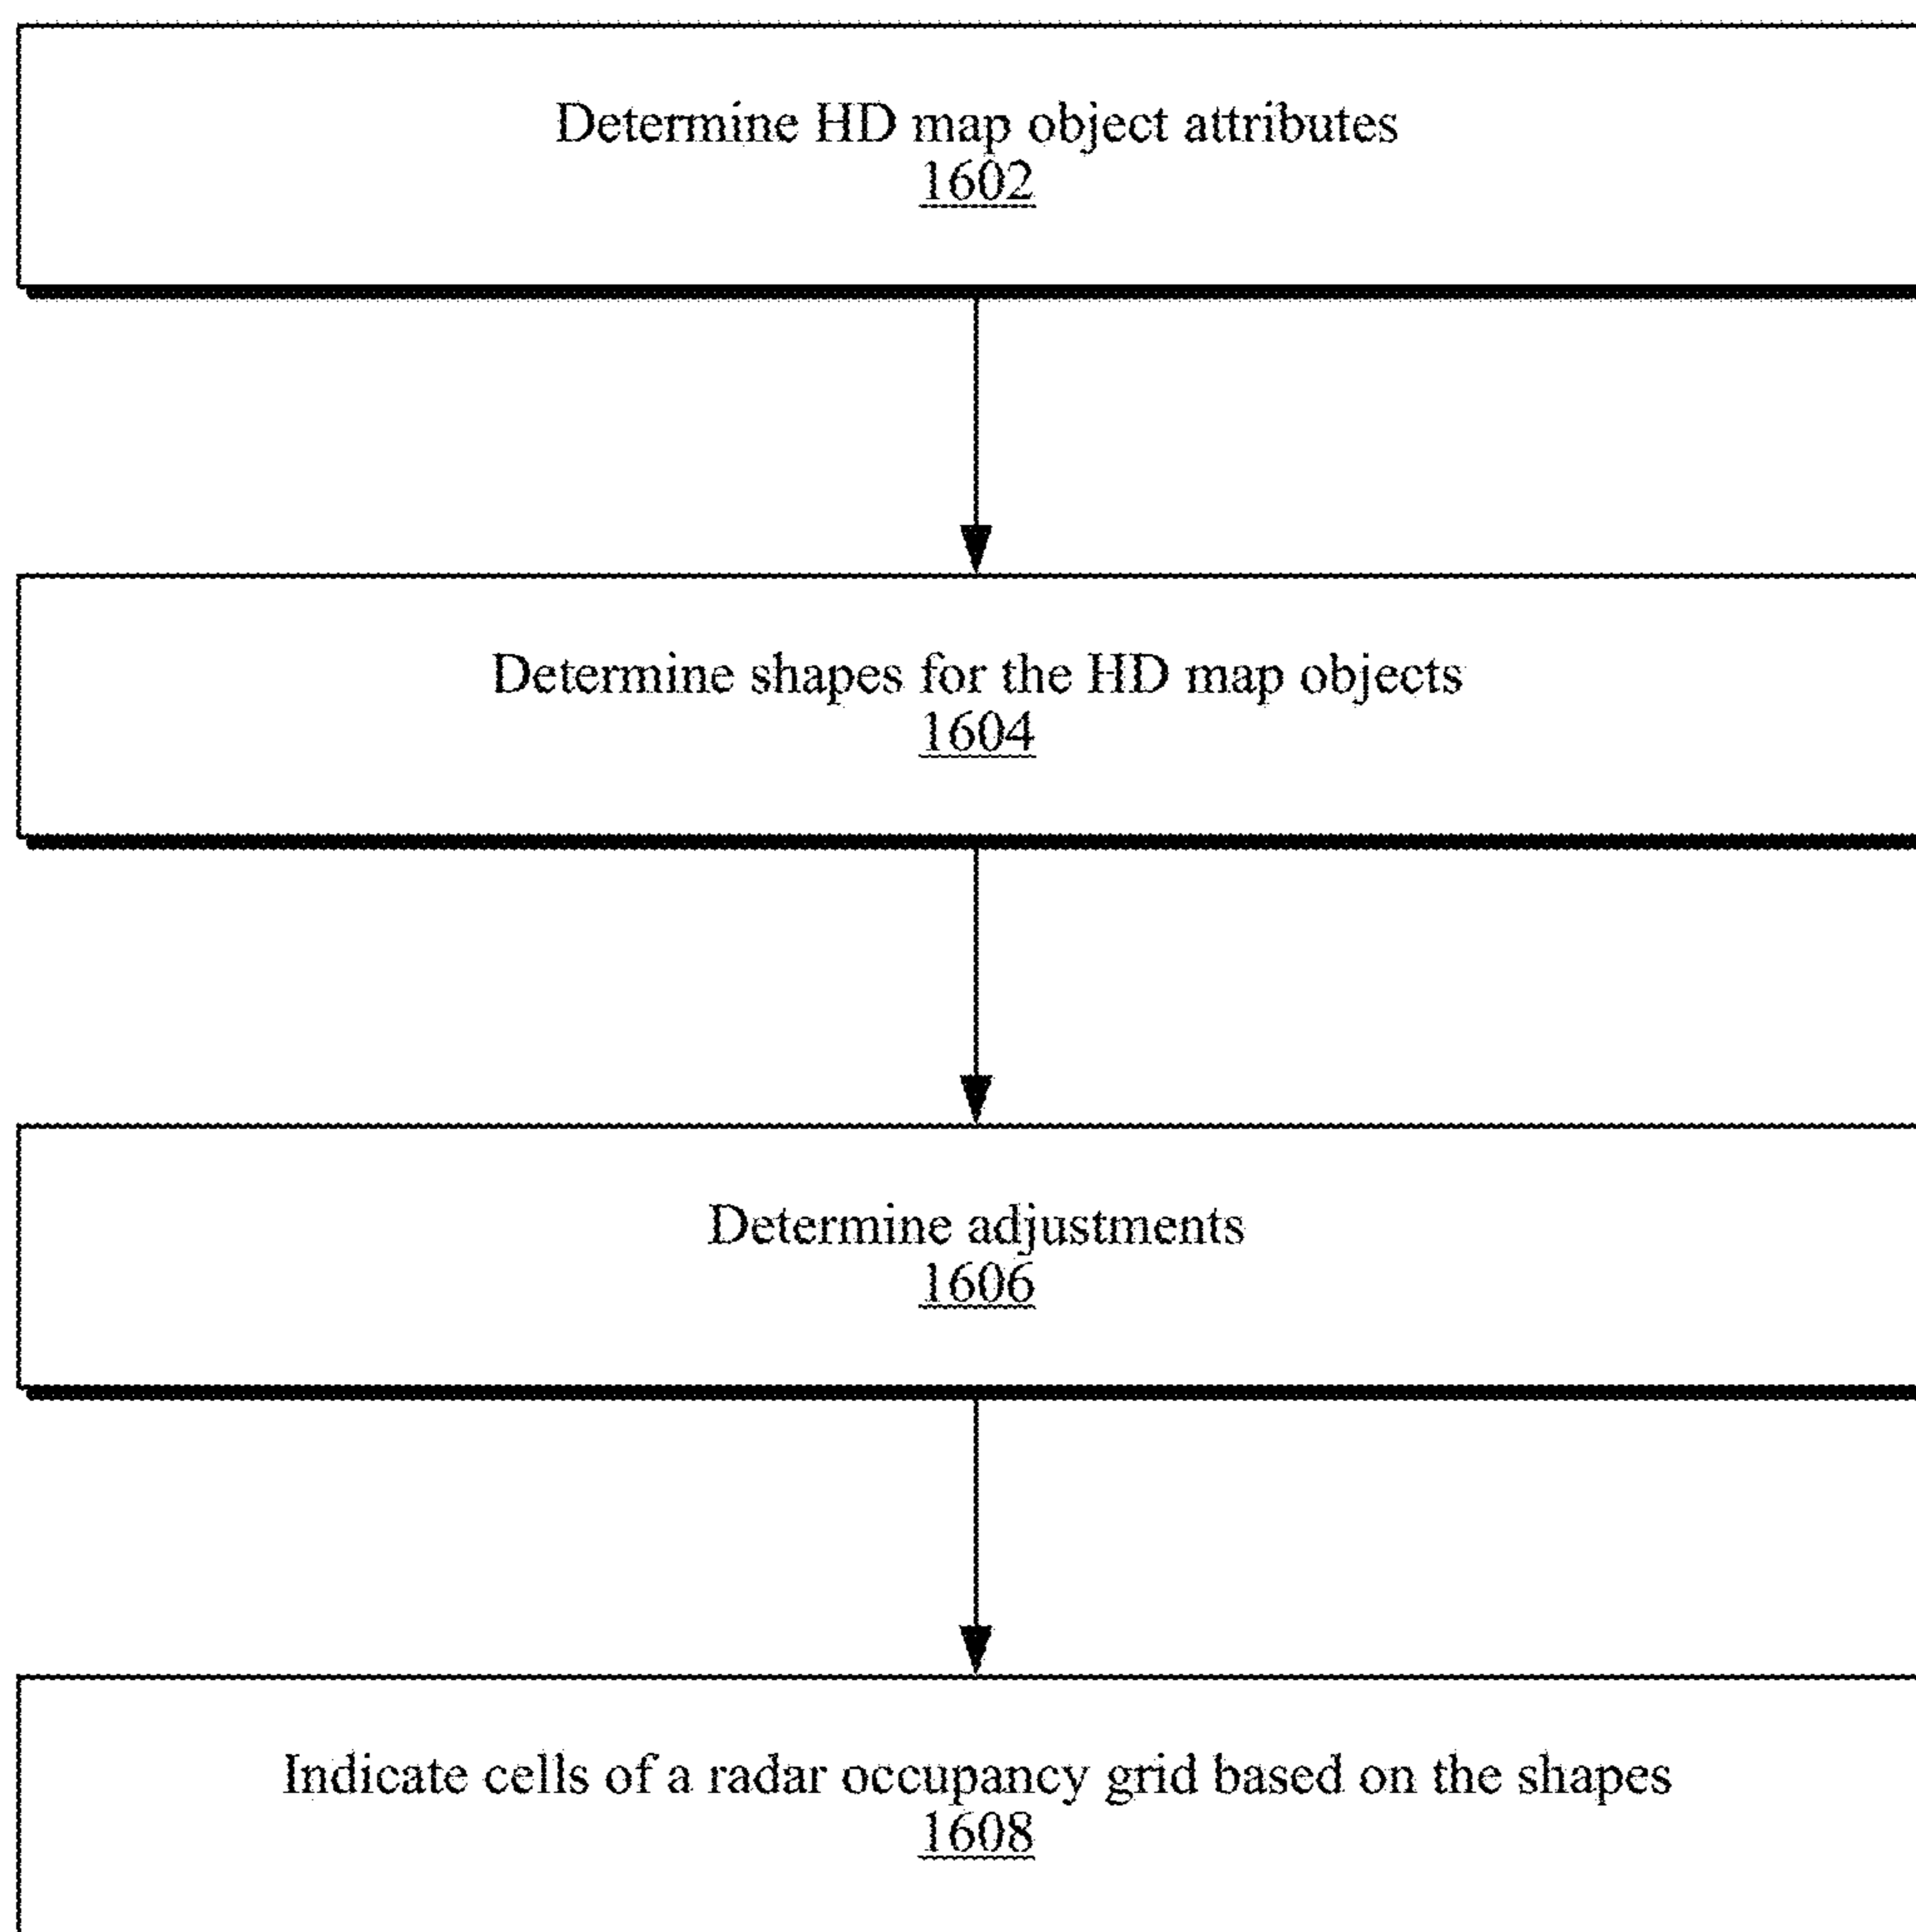 Determine HD map object attributes
1602
Determine shapes for the HD map objects
1604
Determine adjustments
1606
Indicate cells of a radar occupancy grid based on the shapes
1608